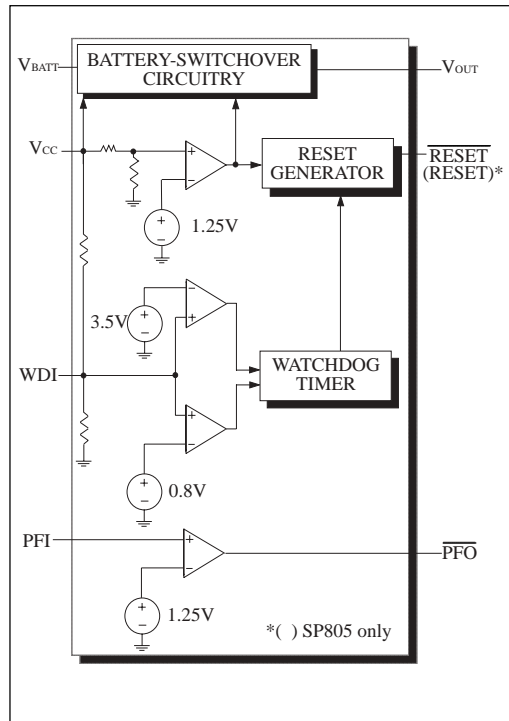 BATTERY-SWITCHOVER
CIRCUITRY
VBATT
VOUT
VCC
+
−
RESET
GENERATOR
RESET
(RESET)*
+
−
1.25V
−
+
+
−
3.5V
WATCHDOG
TIMER
WDI
+
−
+
−
0.8V
PFI
+
−
PFO
+
−
1.25V
*( ) SP805 only